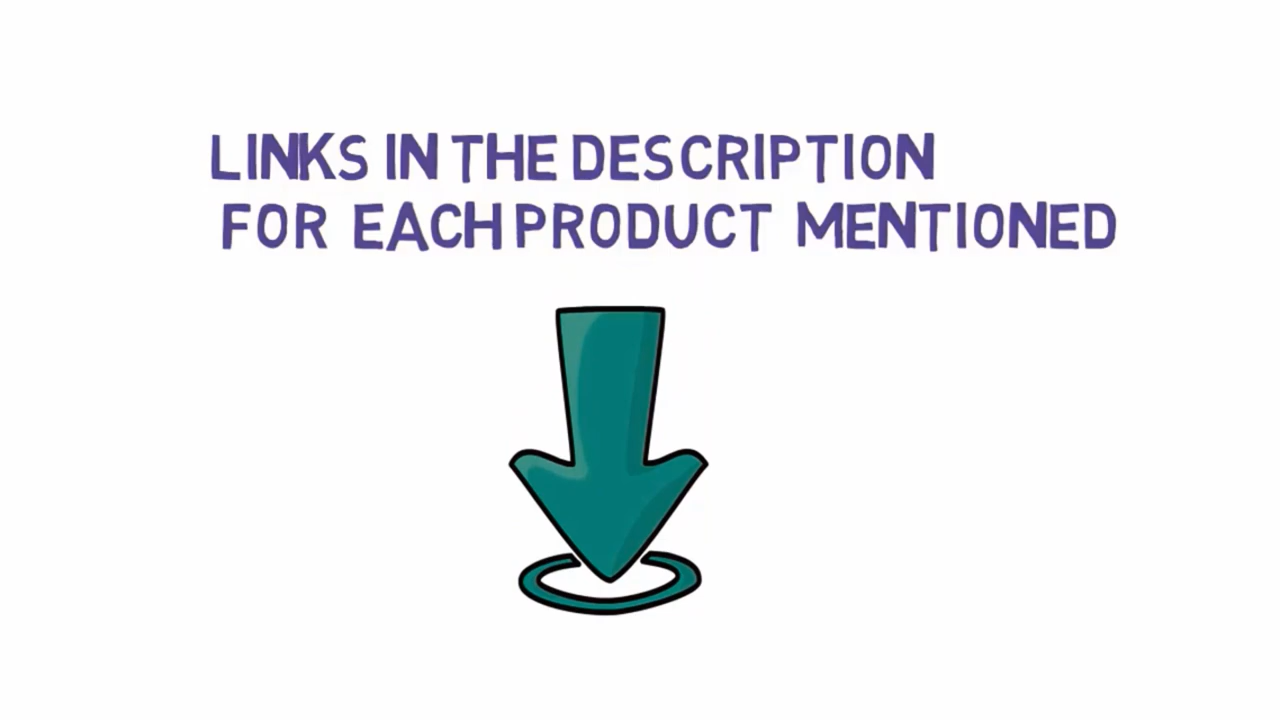 LINKS IN THE DESCRIPTION
FOR EACH PRODUCT MENTIONED